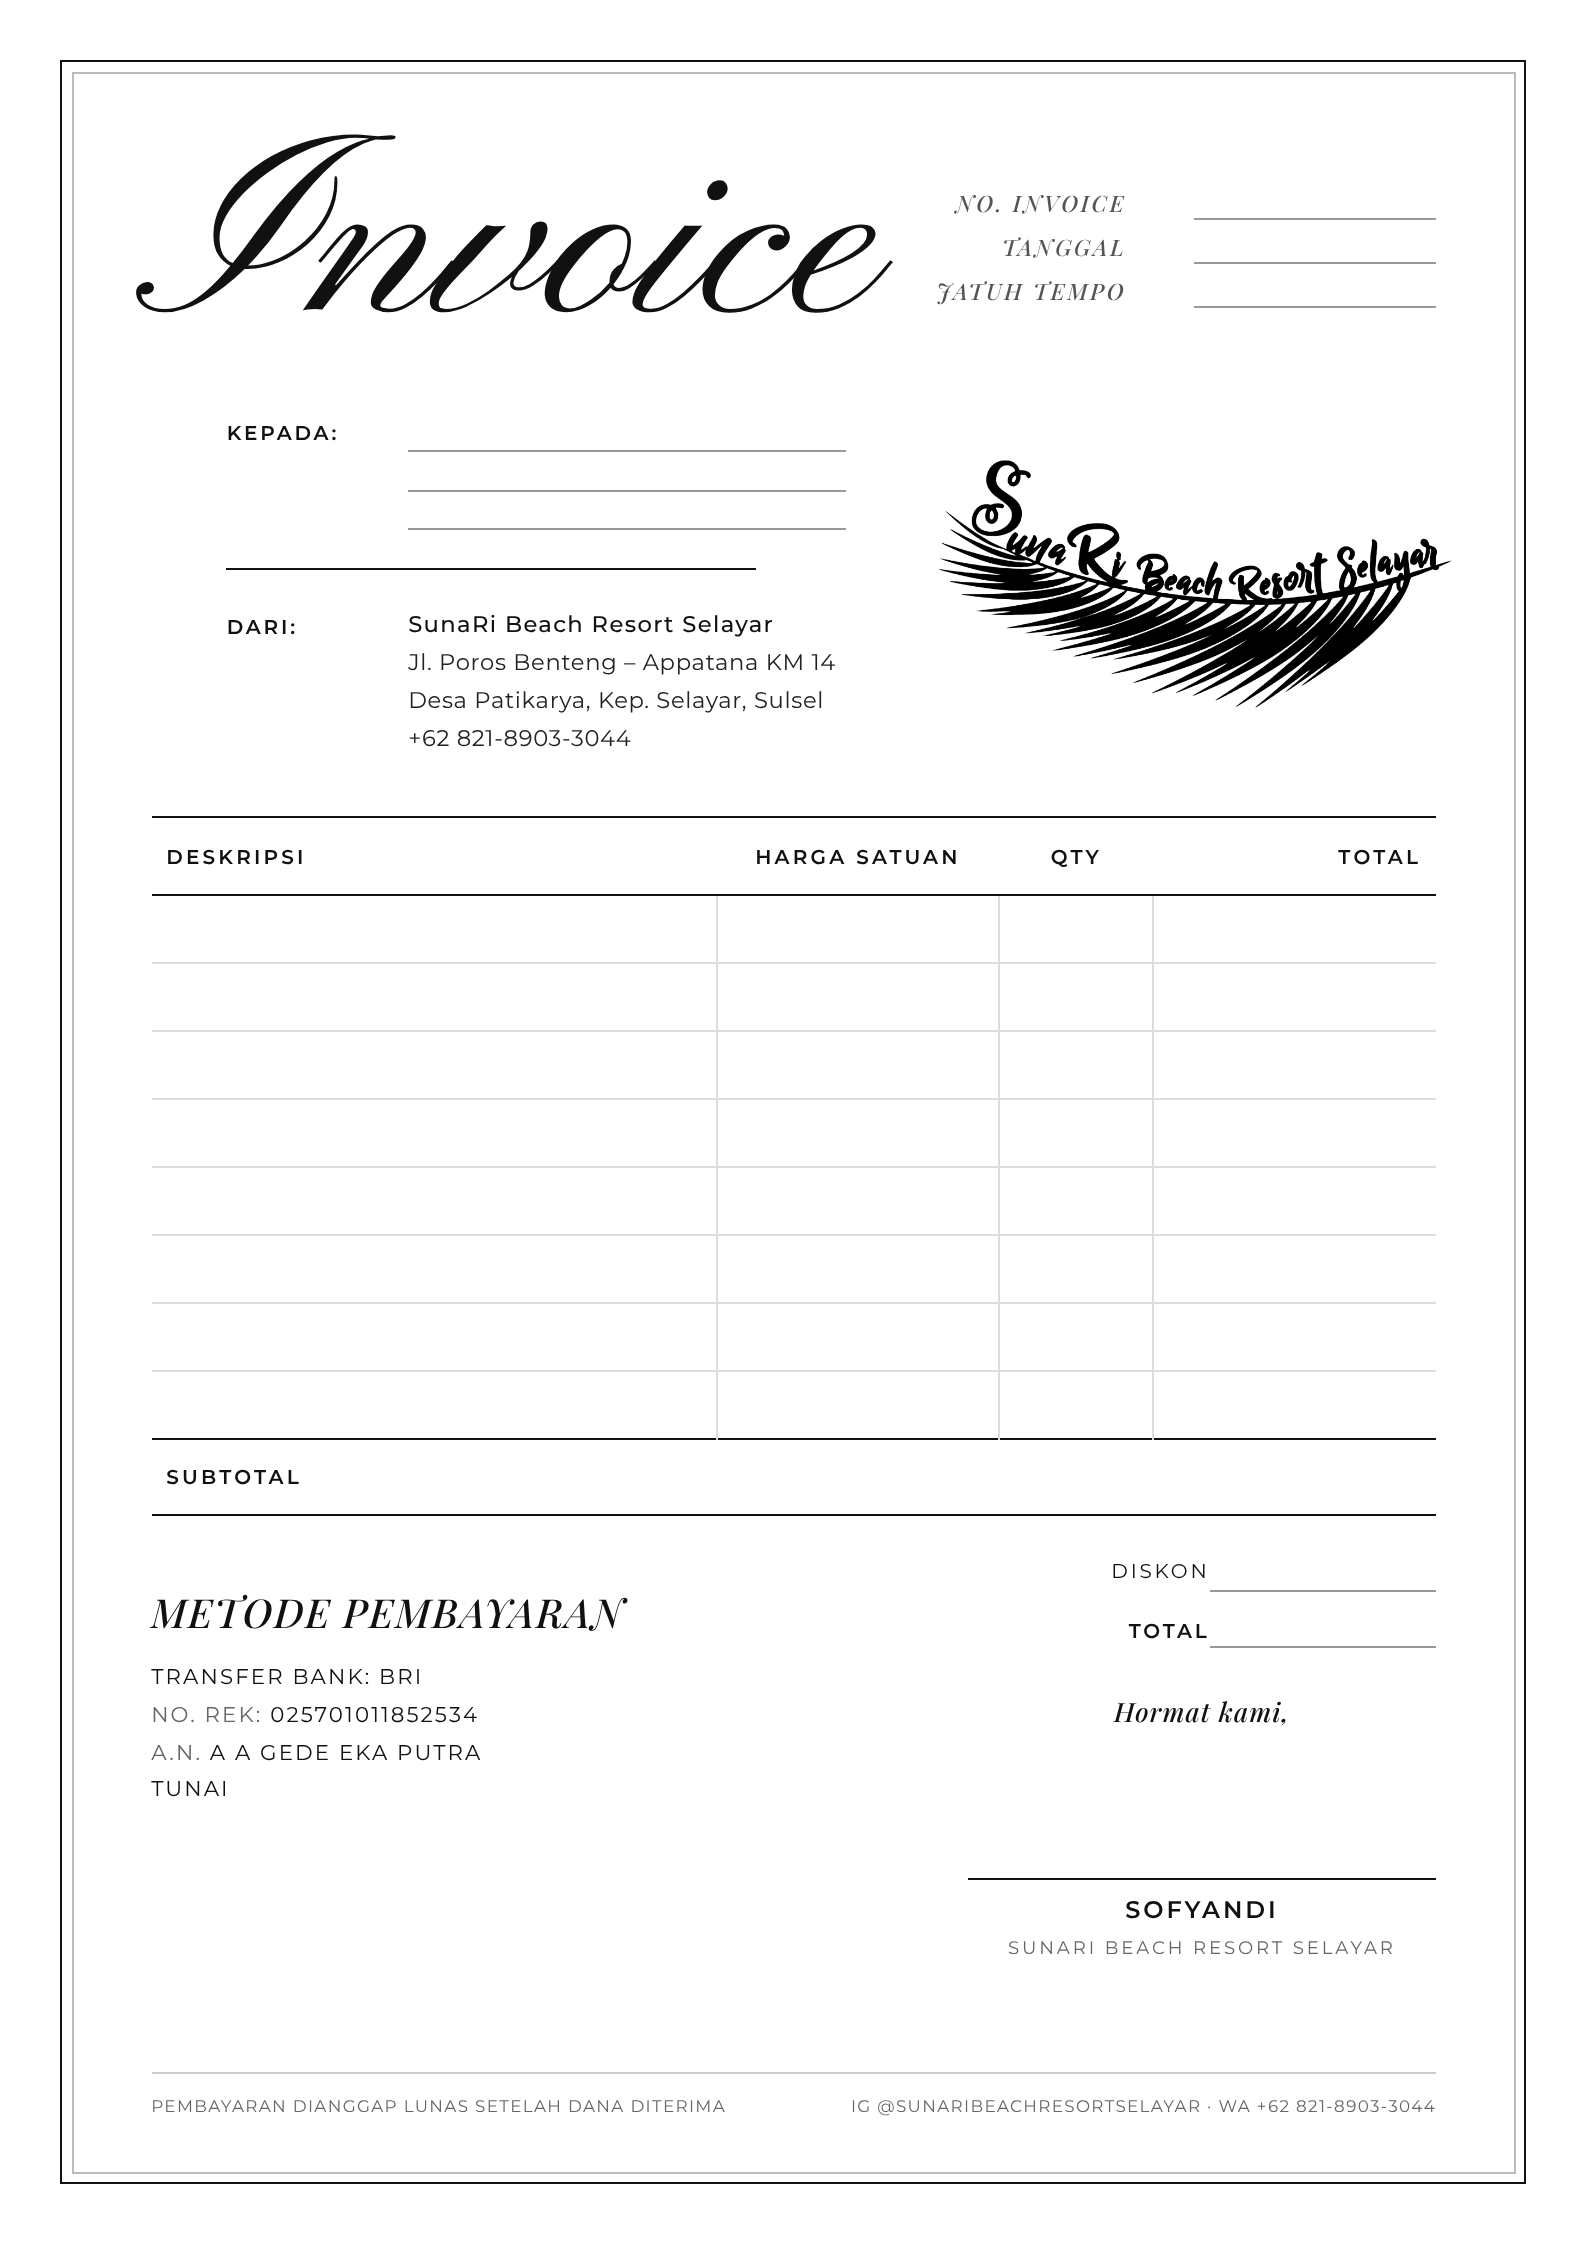 Invoice
NO. INVOICE
TANGGAL
JATUH TEMPO
KEPADA:
SunaRi Beach Resort Selayar
DARI:
SunaRi Beach Resort Selayar
Jl. Poros Benteng – Appatana KM 14
Desa Patikarya, Kep. Selayar, Sulsel
+62 821-8903-3044
DESKRIPSI HARGA SATUAN QTY TOTAL
SUBTOTAL
DISKON
TOTAL
METODE PEMBAYARAN
TRANSFER BANK: BRI
NO. REK: 025701011852534
A.N. A A GEDE EKA PUTRA
TUNAI
Hormat kami,
SOFYANDI
SUNARI BEACH RESORT SELAYAR
PEMBAYARAN DIANGGAP LUNAS SETELAH DANA DITERIMA
IG @SUNARIBEACHRESORTSELAYAR · WA +62 821-8903-3044